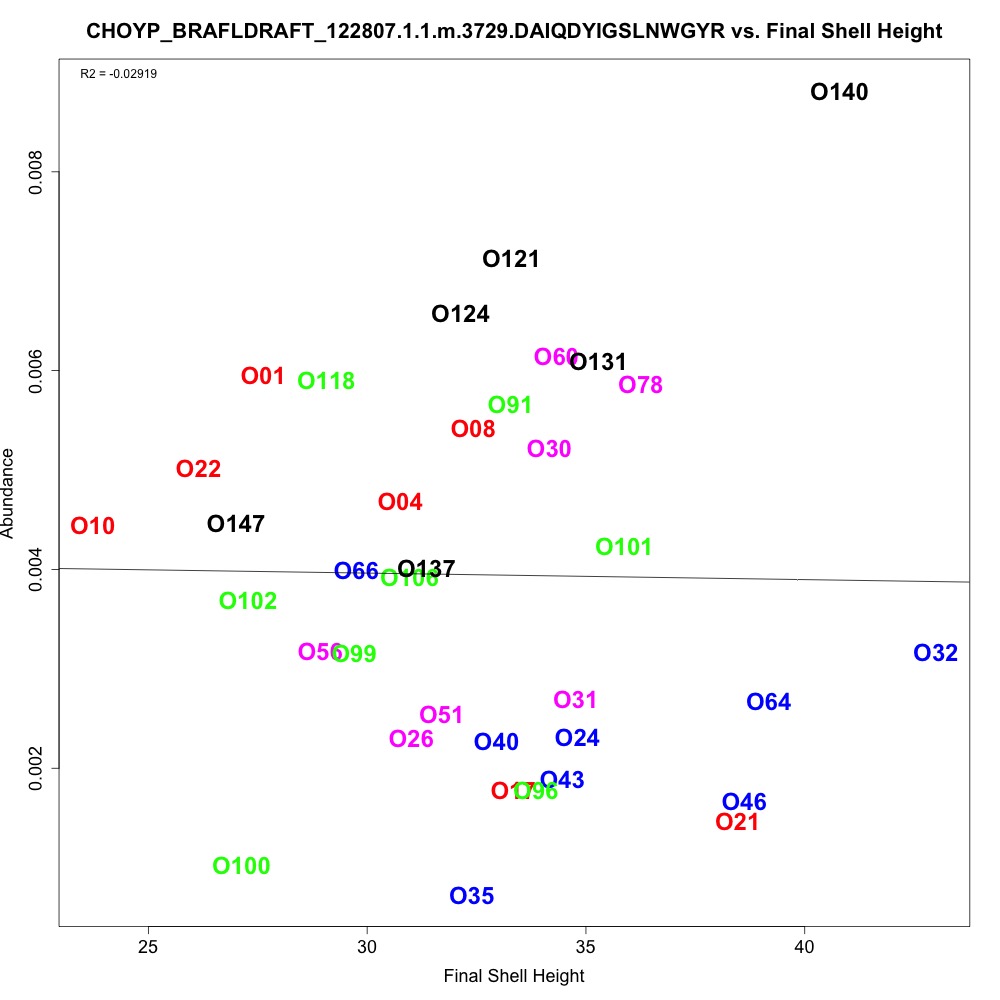 CHOYP_BRAFLDRAFT_122807.1.1.m.3729.DAIQDYIGSLNWGYR vs. Final Shell Height
R2 = -0.02919
O140
0.008
O121
O124
O60
O131
0.006
O01
O118
O78
O91
O08
O30
O22
O04
O10
O147
Abundance
O101
0.004
O66
O137
O106
O102
O56
O99
O32
O31
O64
O51
O26
O40
O24
0.002
O43
O17
O96
O46
O21
O100
O35
25
30
35
40
Final Shell Height